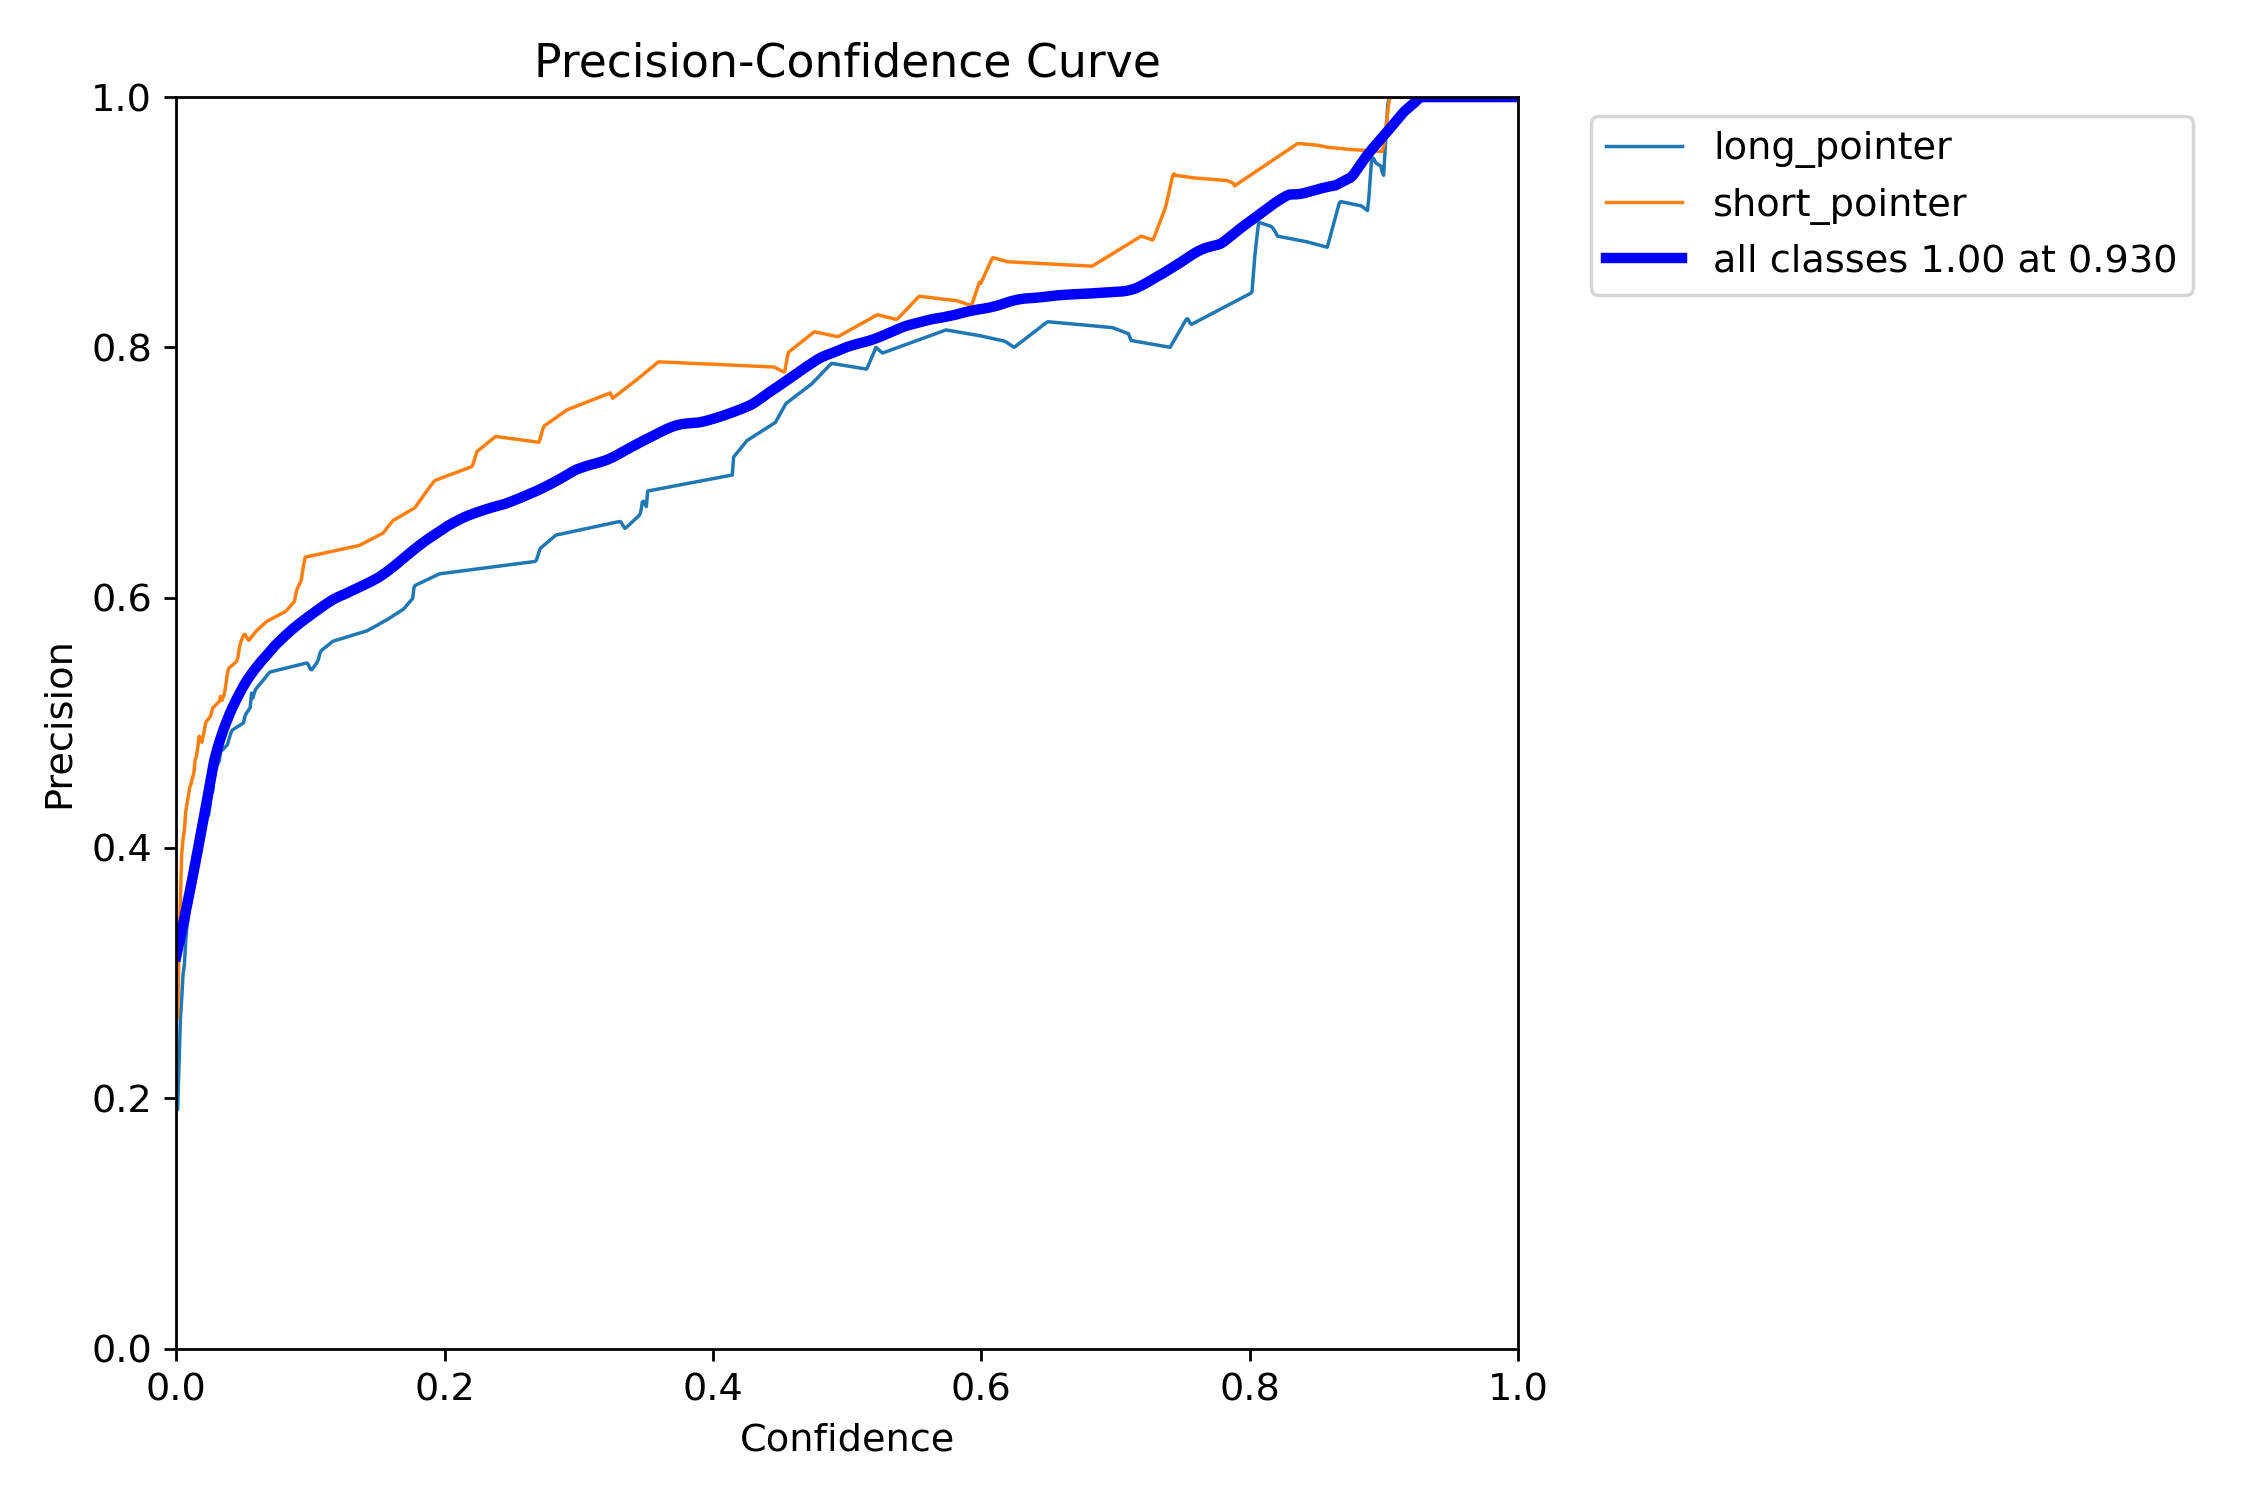 Precision-Confidence Curve
1.0
0.8
0.6
0.4
0.2
0.0
Precision
0.0 0.2 0.4 0.6 0.8 1.0
Confidence
long_pointer
short_pointer
all classes 1.00 at 0.930